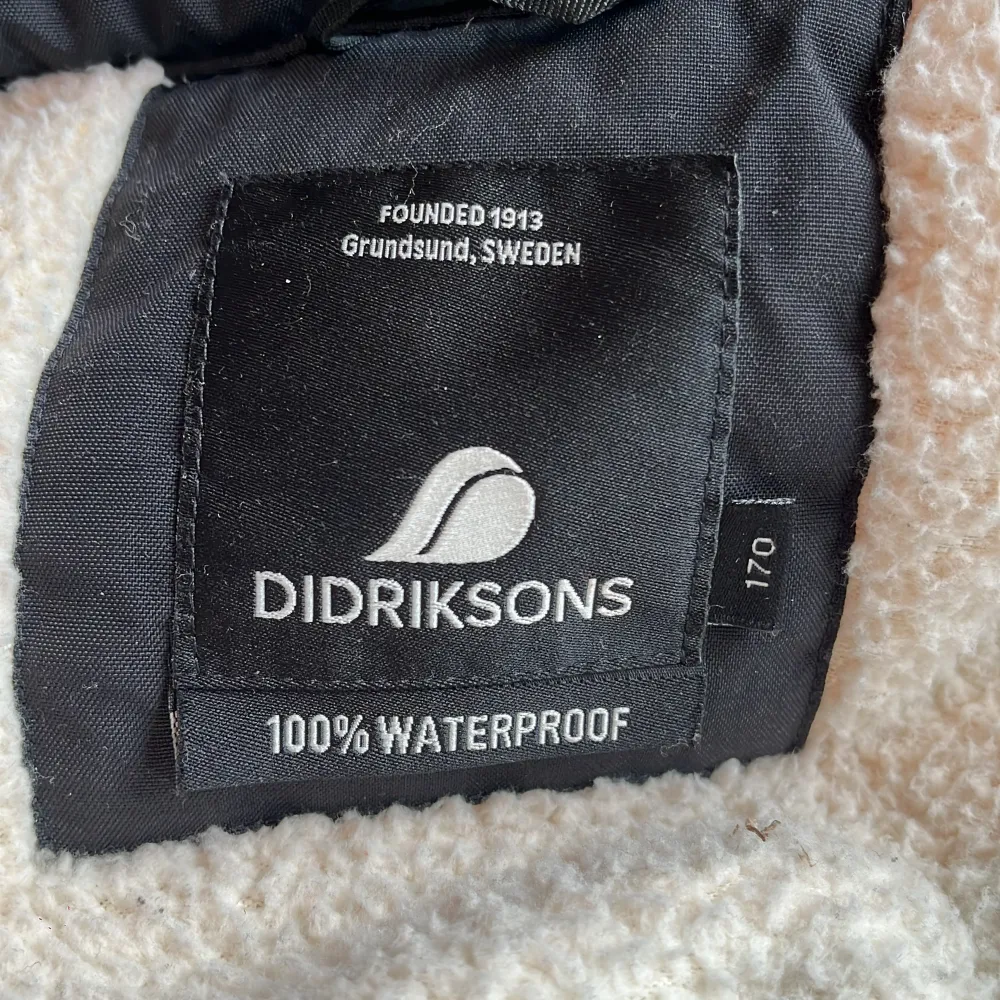 FOUNDED 1913
Grundsund, SWEDEN
DIDRIKSONS
170
100% WATERPROOF